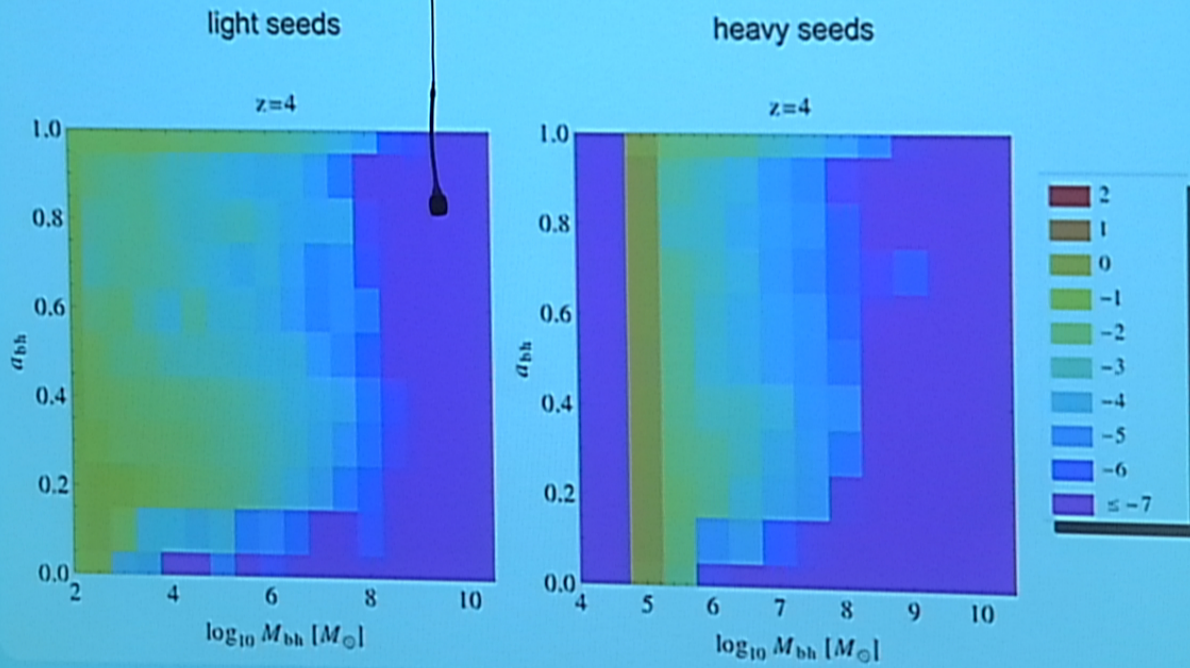 light seeds
heavy seeds
z=4
z=4
1.0
0.8
0.6
0.4
0.2
0.0
a_bh
2 4 6 8 10
log₁₀ M_bh [M_⊙]
1.0
0.8
0.6
0.4
0.2
0.0
a_bh
4 5 6 7 8 9 10
log₁₀ M_bh [M_⊙]
2
1
0
−1
−2
−3
−4
−5
−6
≤ −7